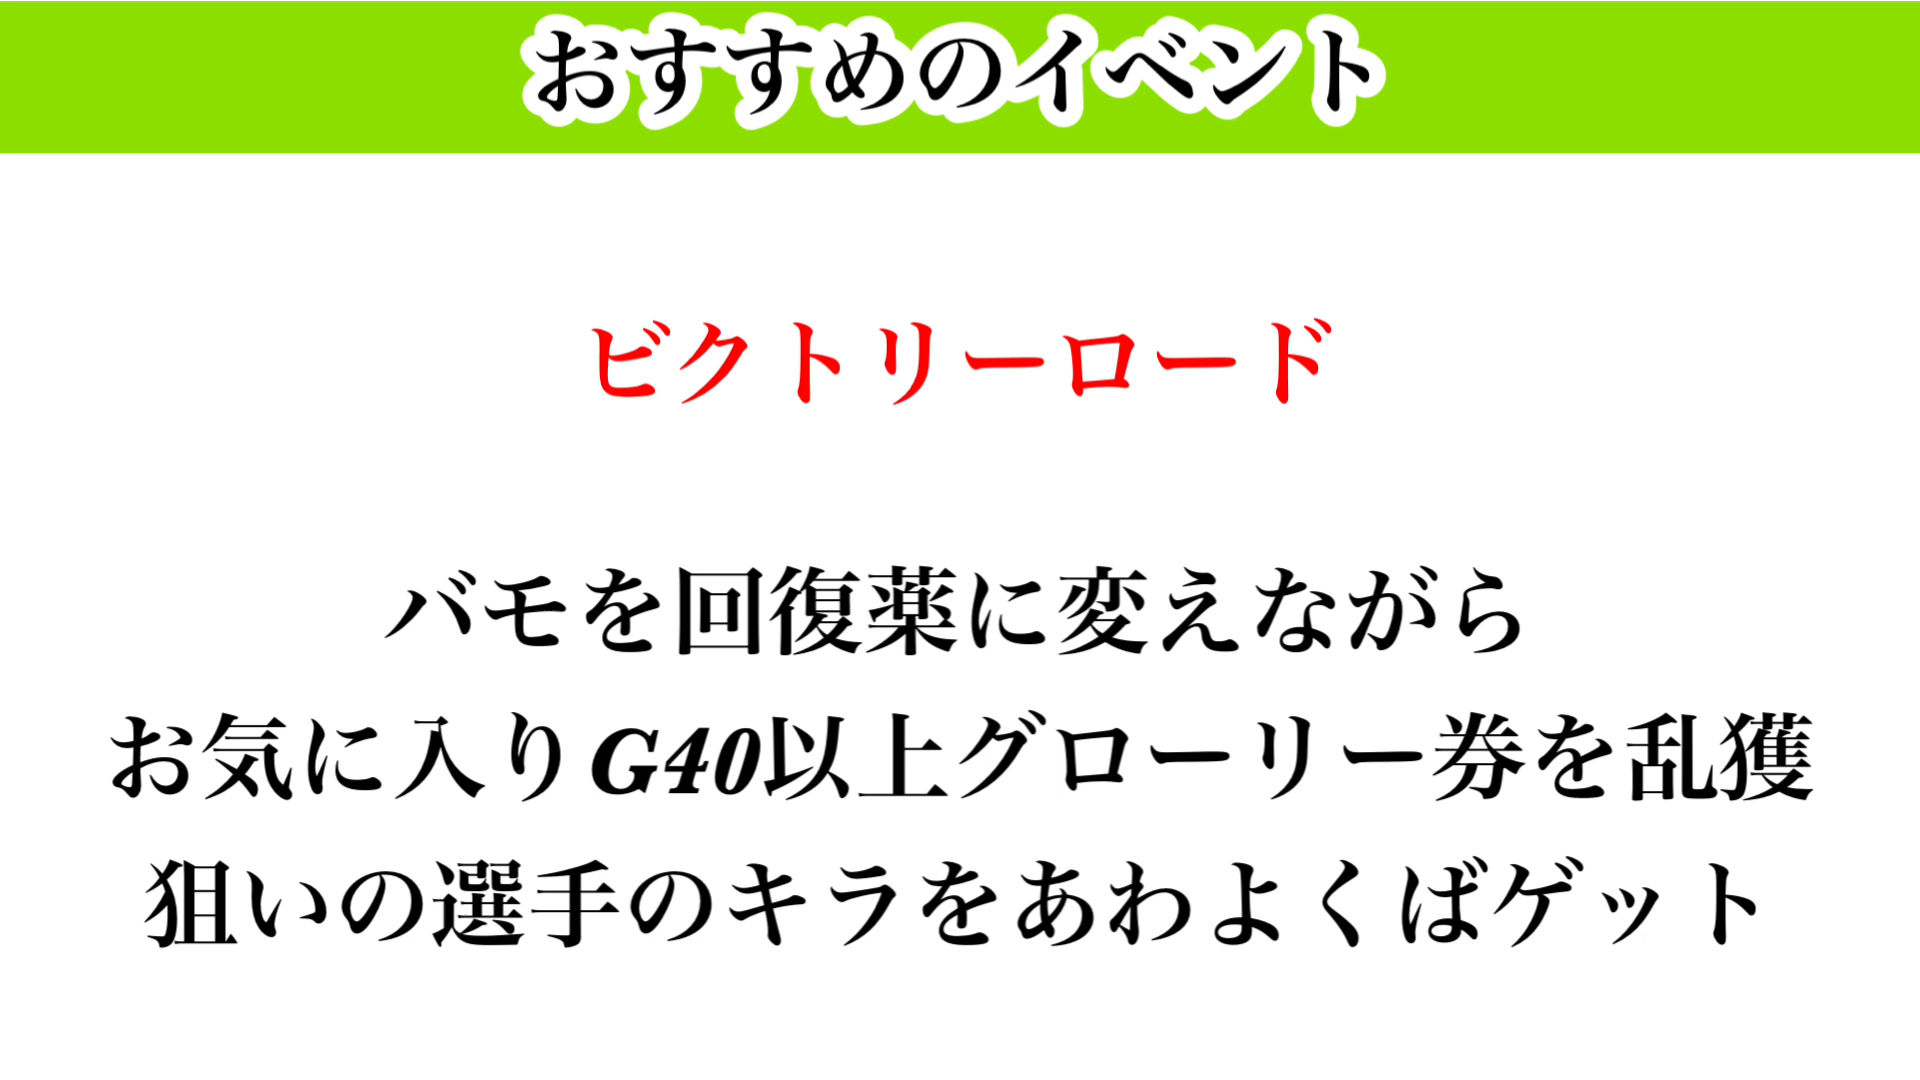 おすすめのイベント
ビクトリーロード
バモを回復薬に変えながら
お気に入りG40以上グローリー券を乱獲
狙いの選手のキラをあわよくばゲット